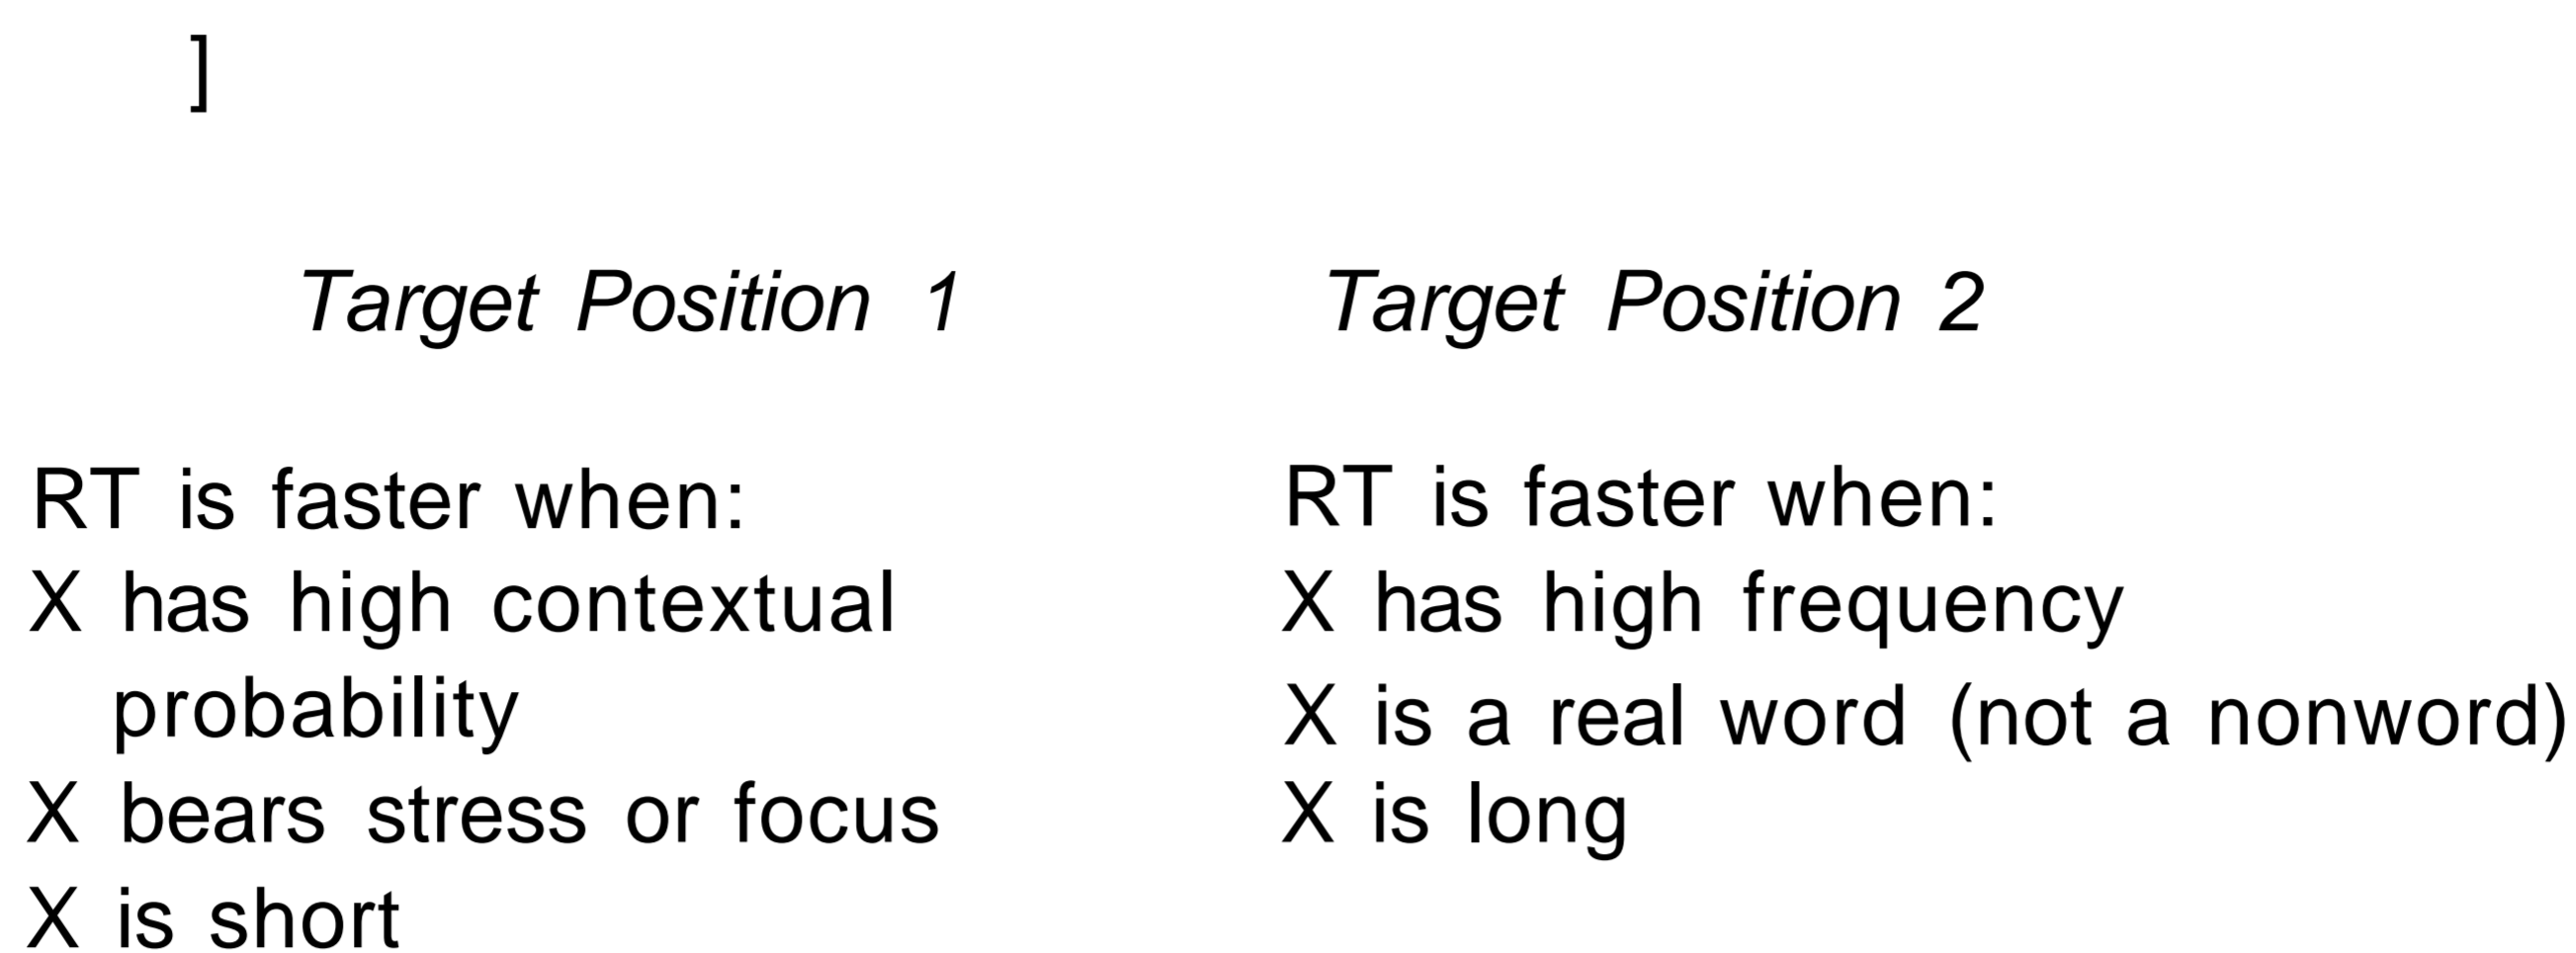 ]
Target Position 1
RT is faster when:
X has high contextual
probability
X bears stress or focus
X is short
Target Position 2
RT is faster when:
X has high frequency
X is a real word (not a nonword)
X is long